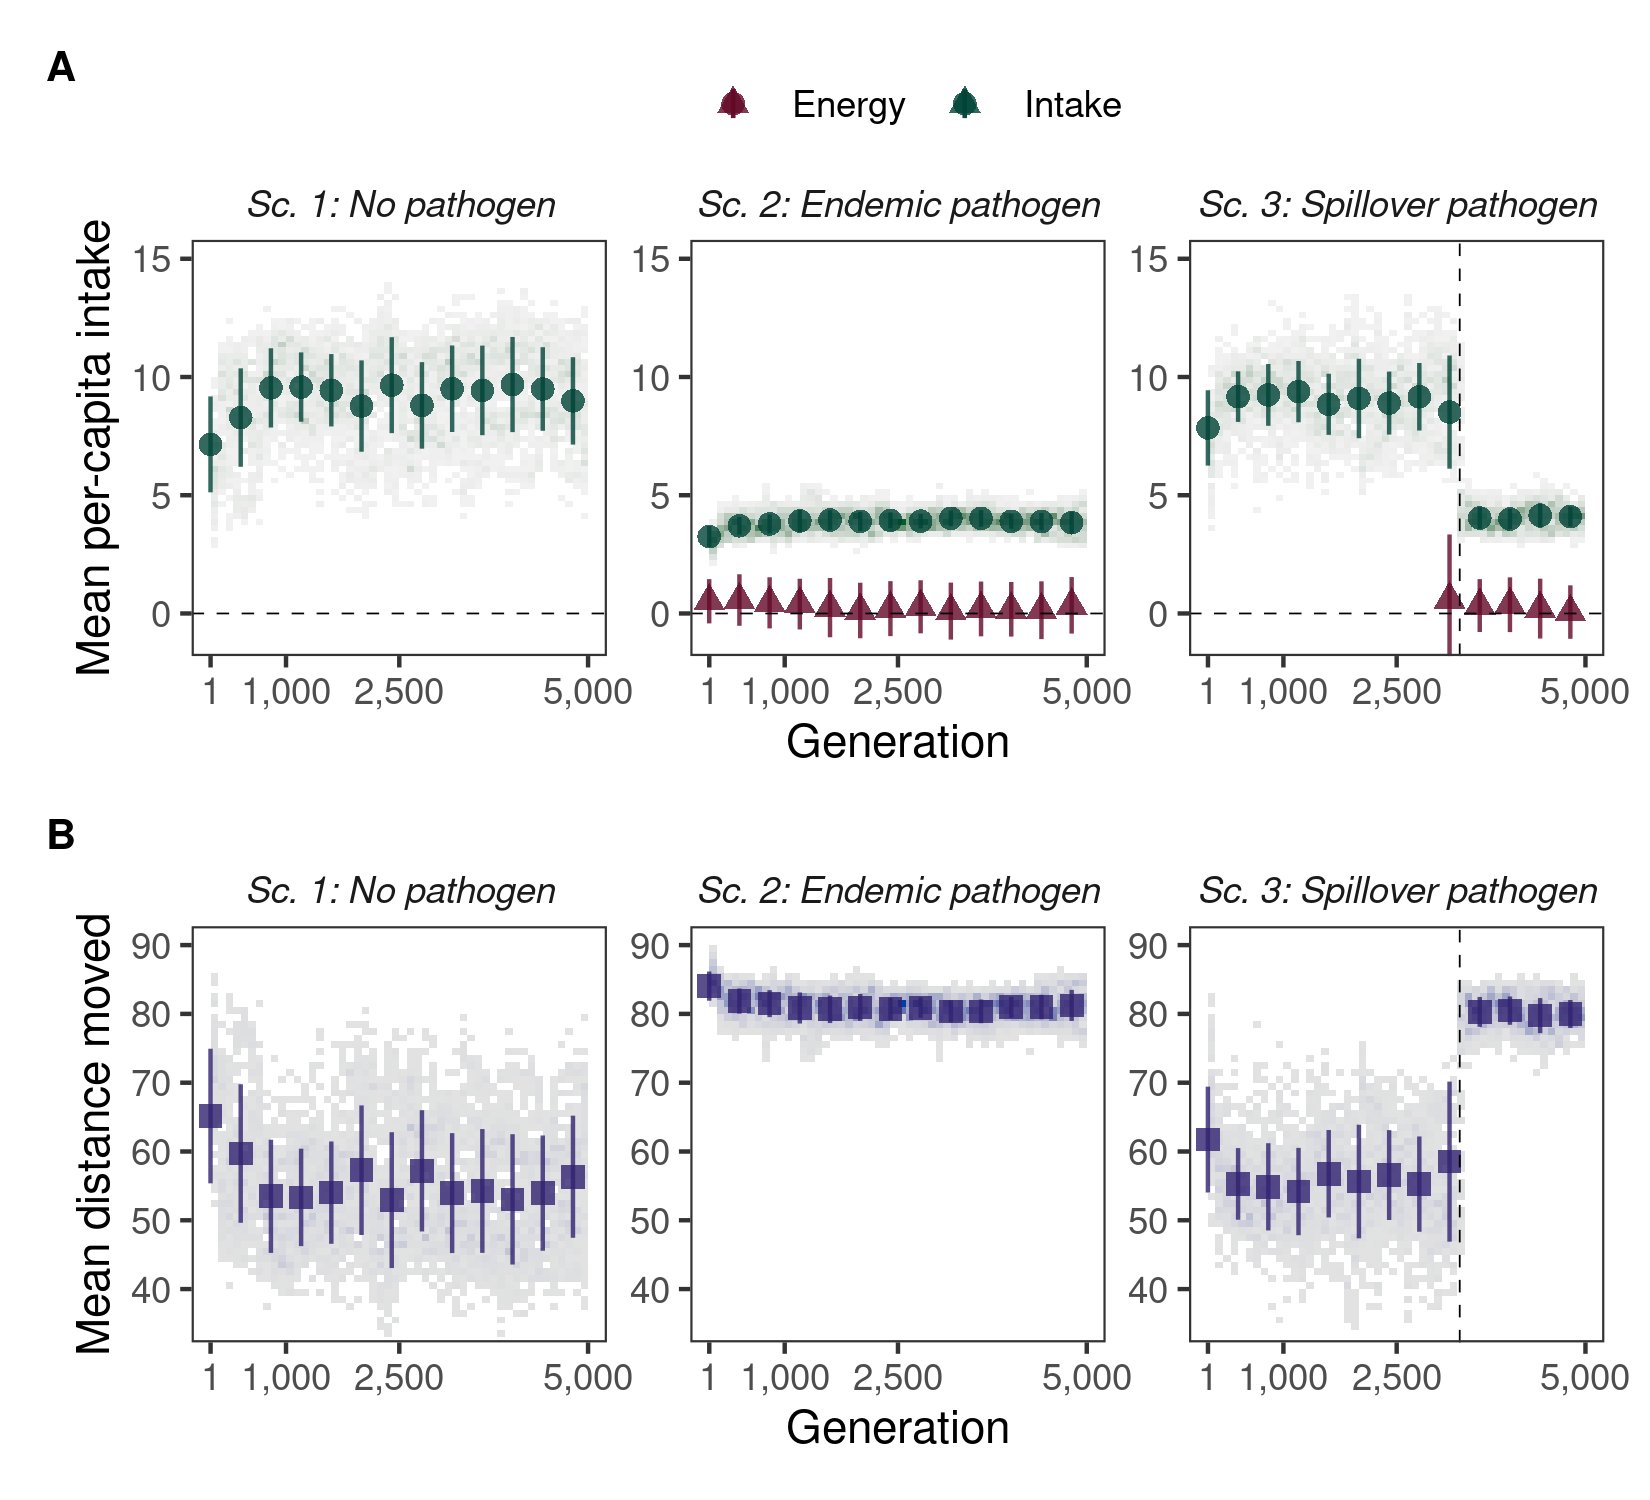 A
Energy Intake
Sc. 1: No pathogen Sc. 2: Endemic pathogen Sc. 3: Spillover pathogen
Mean per-capita intake
15 15 15
10 10 10
5 5 5
0 0 0
1 1,000 2,500 5,000 1 1,000 2,500 5,000 1 1,000 2,500 5,000
Generation
B
Sc. 1: No pathogen Sc. 2: Endemic pathogen Sc. 3: Spillover pathogen
Mean distance moved
90 90 90
80 80 80
70 70 70
60 60 60
50 50 50
40 40 40
1 1,000 2,500 5,000 1 1,000 2,500 5,000 1 1,000 2,500 5,000
Generation